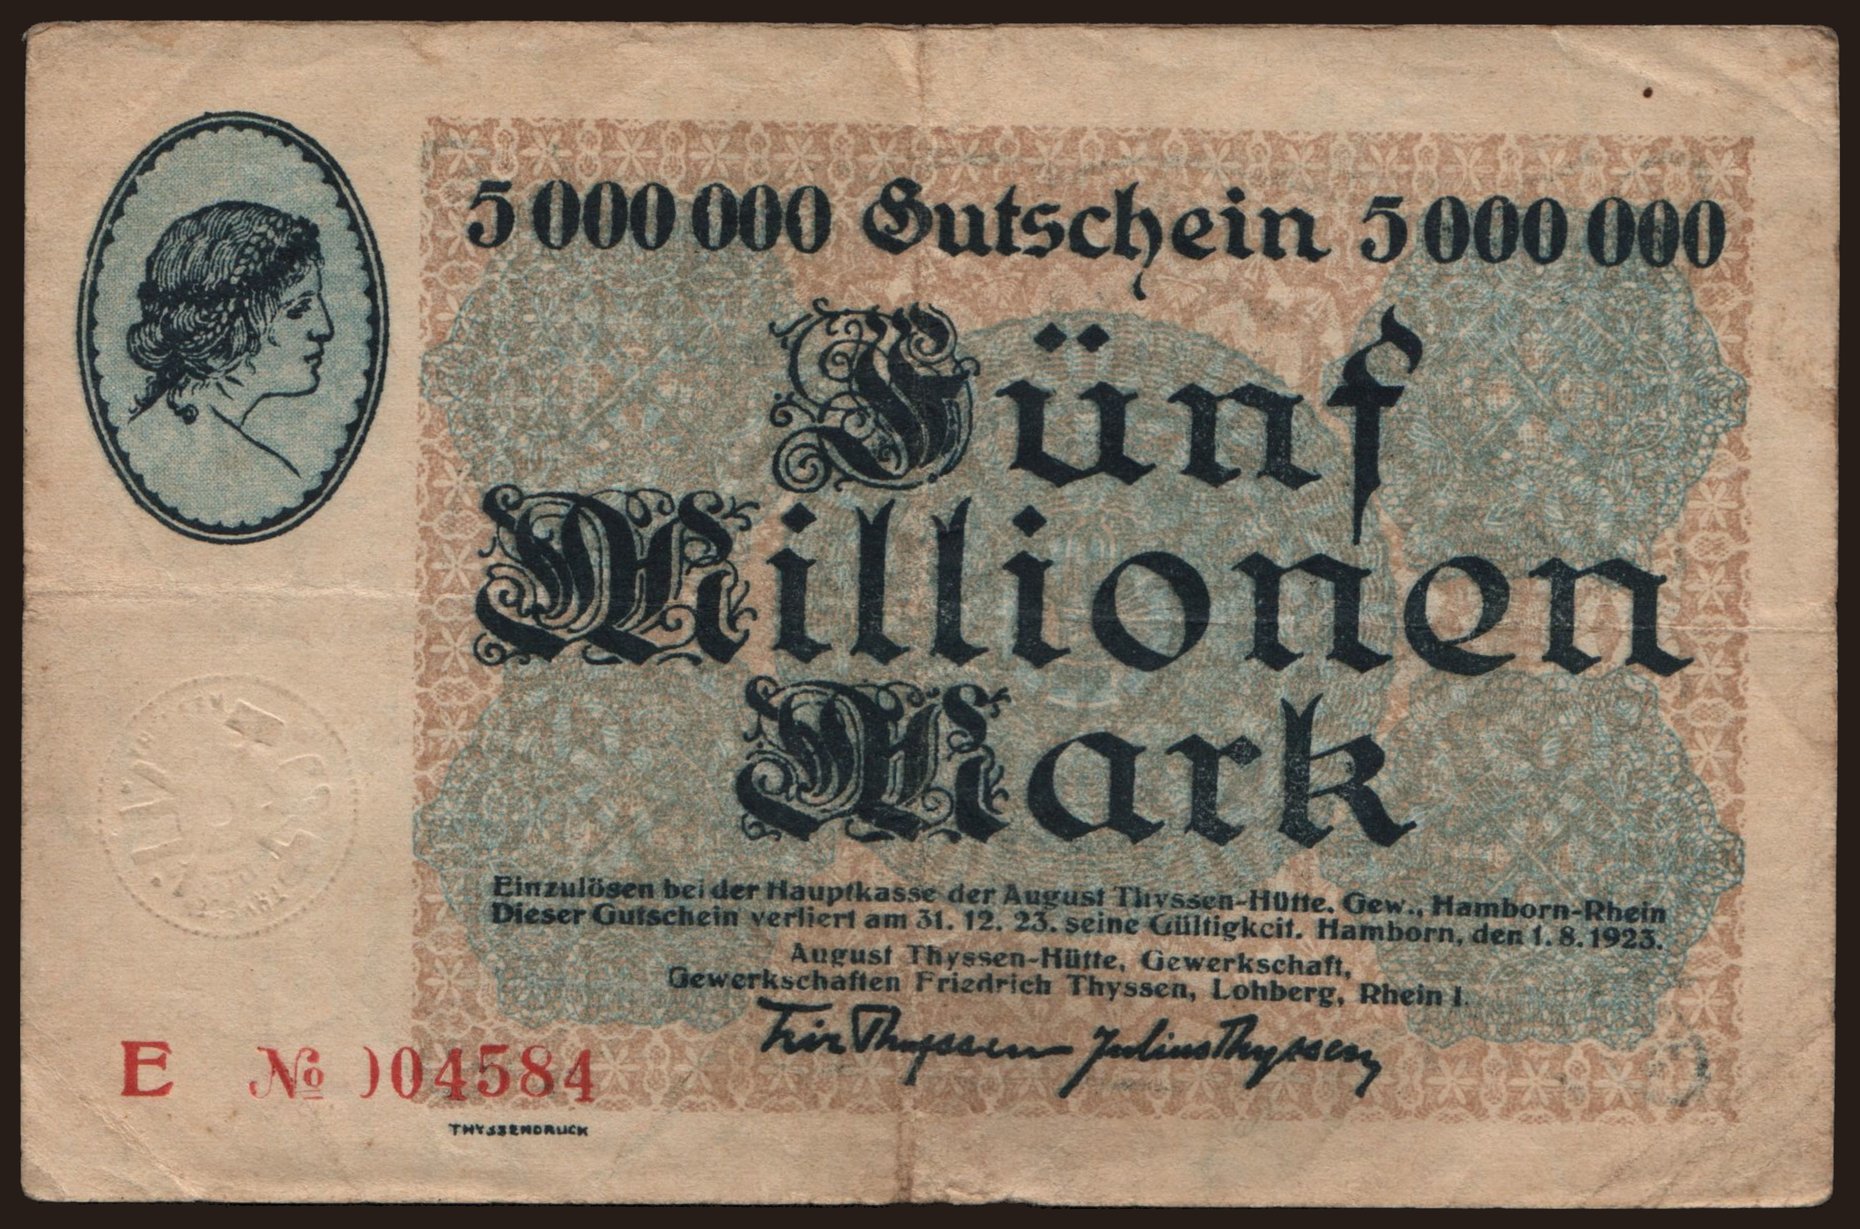 5 000 000 Gutschein 5 000 000
Fünf
Millionen
Mark
Einzulösen bei der Hauptkasse der August Thyssen-Hütte, Gew., Hamborn-Rhein
Dieser Gutschein verliert am 31. 12. 23. seine Gültigkeit. Hamborn, den 1. 8. 1923.
August Thyssen-Hütte, Gewerkschaft,
Gewerkschaften Friedrich Thyssen, Lohberg, Rhein I.
Fritz Thyssen Julius Thyssen
E № 004584
THYSSENDRUCK